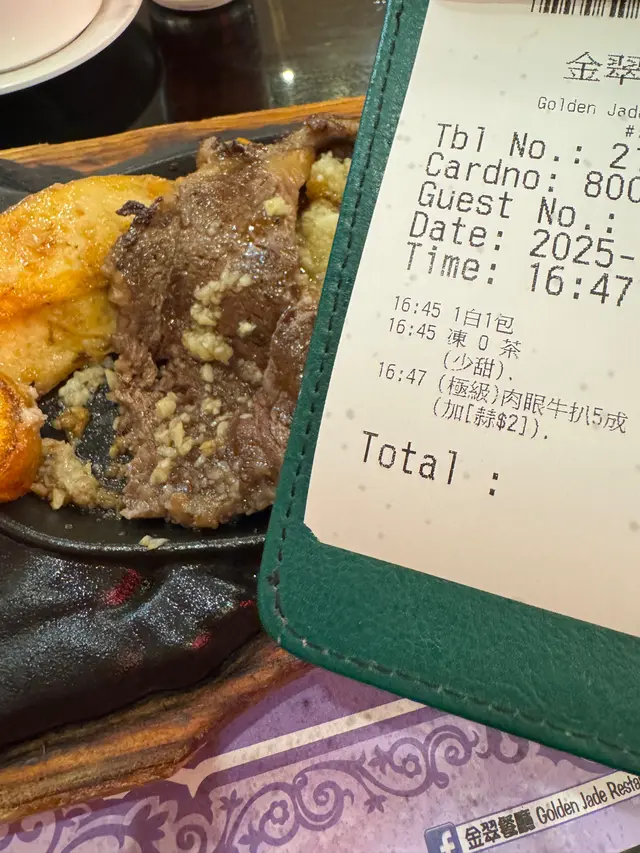 金翠
Golden Jad
#
Tbl No.: 2
Cardno: 800
Guest No.:
Date: 2025-
Time: 16:47
16:45 1白1包
16:45 凍 0 茶
(少甜).
16:47 (極級)肉眼牛扒5成
(加[蒜$2]).
Total :
f 金翠餐廳 Golden Jade Resta